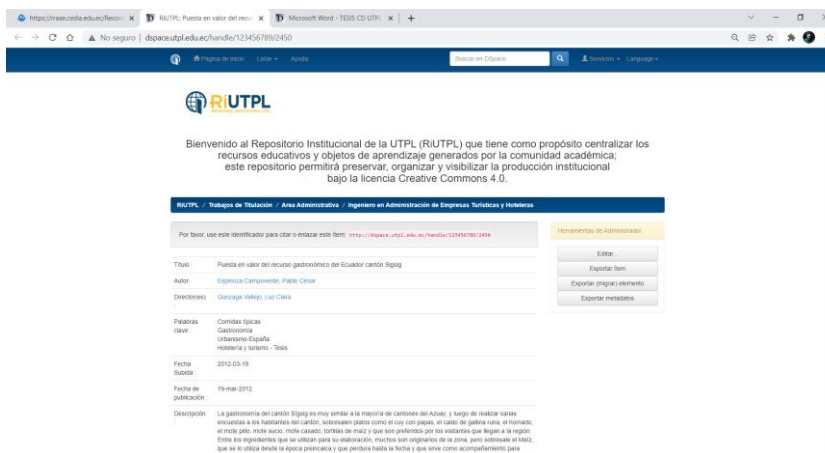 https://rraae.cedia.edu.ec/Recor
RiUTPL: Puesta en valor del recur
Microsoft Word - TESIS CD UTPL
No seguro | dspace.utpl.edu.ec/handle/123456789/2450
Página de inicio Listar Ayuda
Buscar en DSpace
Servicios Language
RiUTPL
Bienvenido al Repositorio Institucional de la UTPL (RiUTPL) que tiene como propósito centralizar los
recursos educativos y objetos de aprendizaje generados por la comunidad académica;
este repositorio permitirá preservar, organizar y visibilizar la producción institucional
bajo la licencia Creative Commons 4.0.
RiUTPL / Trabajos de Titulación / Area Administrativa / Ingeniero en Administración de Empresas Turísticas y Hoteleras
Por favor, use este identificador para citar o enlazar este ítem: http://dspace.utpl.edu.ec/handle/123456789/2450
Herramientas de Administrador
Editar...
Exportar Ítem
Exportar (migrar) elemento
Exportar metadatos
Título : Puesta en valor del recurso gastronómico del Ecuador cantón Sigsig
Autor: Espinoza Campoverde, Pablo César
Director(es) Gonzaga Vallejo, Luz Clara
Palabras
clave
Comidas típicas
Gastronomía
Urbanismo-España
Hotelería y turismo - Tesis
Fecha
Subida :
2012-03-19
Fecha de
publicación :
19-mar-2012
Descripción : La gastronomía del cantón Sigsig es muy similar a la mayoría de cantones del Azuay, y luego de realizar varias
encuestas a los habitantes del cantón, sobresalen platos como el cuy con papas, el caldo de gallina runa, el hornado,
el mote pillo, mote sucio, mote casado, tortillas de maíz y que son preferidos por los visitantes que llegan a la región.
Entre los ingredientes que se utilizan para su elaboración, muchos son originarios de la zona, pero sobresale el Maíz,
que se lo utiliza desde la época preincaica y que perdura hasta la fecha y que sirve como acompañamiento para